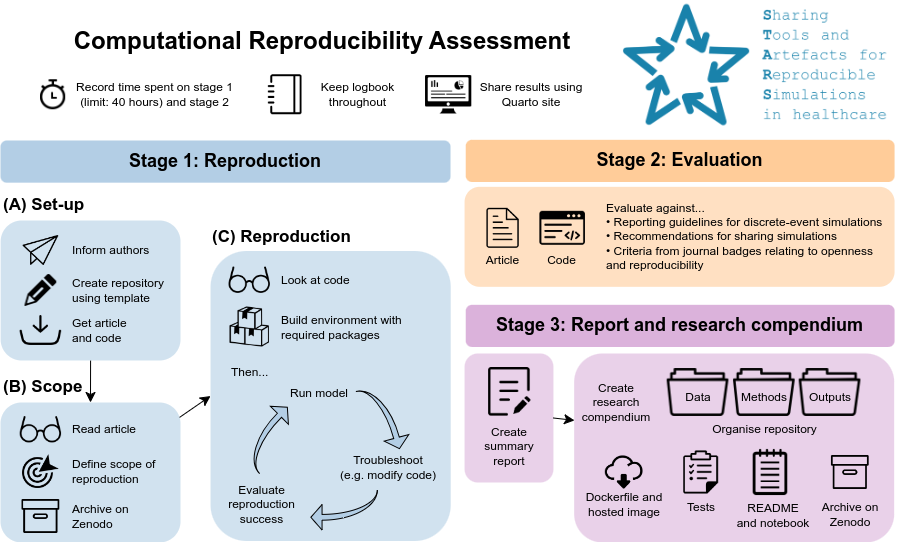 Computational Reproducibility Assessment
Record time spent on stage 1
(limit: 40 hours) and stage 2
Keep logbook
throughout
Share results using
Quarto site
Sharing
Tools and
Artefacts for
Reproducible
Simulations
in healthcare
Stage 1: Reproduction
(A) Set-up
Inform authors
Create repository
using template
Get article
and code
(B) Scope
Read article
Define scope of
reproduction
Archive on
Zenodo
(C) Reproduction
Look at code
Build environment with
required packages
Then...
Run model
Troubleshoot
(e.g. modify code)
Evaluate
reproduction
success
Stage 2: Evaluation
Article
Code
Evaluate against...
• Reporting guidelines for discrete-event simulations
• Recommendations for sharing simulations
• Criteria from journal badges relating to openness
and reproducibility
Stage 3: Report and research compendium
Create
summary
report
Create
research
compendium
Data
Methods
Outputs
Organise repository
Dockerfile and
hosted image
Tests
README
and notebook
Archive on
Zenodo